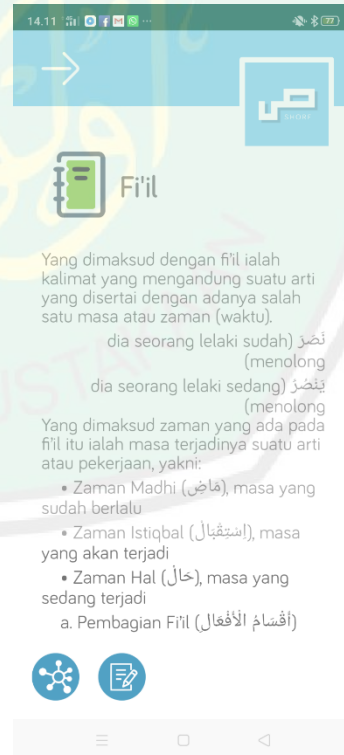 14.11
77
ص
SHORF
Fi'il
Yang dimaksud dengan fi'il ialah
kalimat yang mengandung suatu arti
yang disertai dengan adanya salah
satu masa atau zaman (waktu).
نَصَرَ (dia seorang lelaki sudah
menolong)
يَنْصُرُ (dia seorang lelaki sedang
menolong)
Yang dimaksud zaman yang ada pada
fi'il itu ialah masa terjadinya suatu arti
atau pekerjaan, yakni:
• Zaman Madhi (مَاضِى), masa yang
sudah berlalu
• Zaman Istiqbal (اِسْتِقْبَالُ), masa
yang akan terjadi
• Zaman Hal (حَالُ), masa yang
sedang terjadi
a. Pembagian Fi'il (أَقْسَامُ الْأَفْعَال)